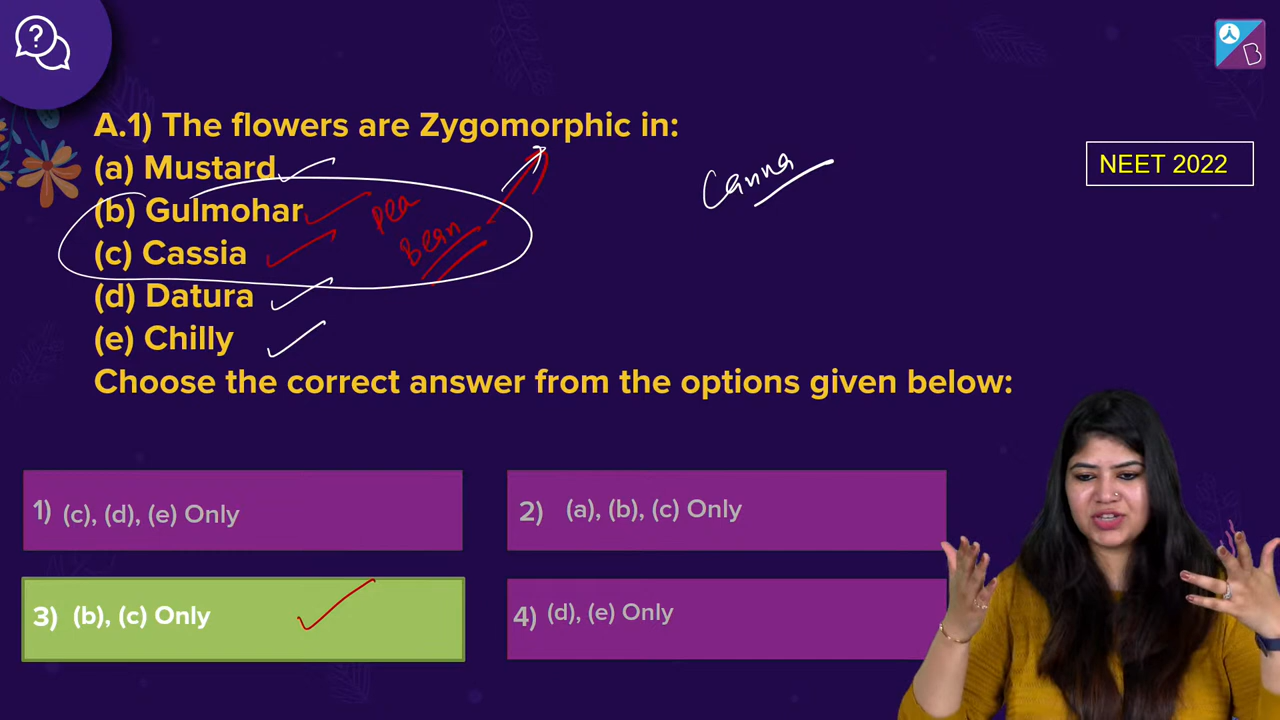 A.1) The flowers are Zygomorphic in:
(a) Mustard
Canna
NEET 2022
(b) Gulmohar
pea
(c) Cassia
Bean
(d) Datura
(e) Chilly
Choose the correct answer from the options given below:
1) (c), (d), (e) Only
2) (a), (b), (c) Only
3) (b), (c) Only
4) (d), (e) Only
?
B